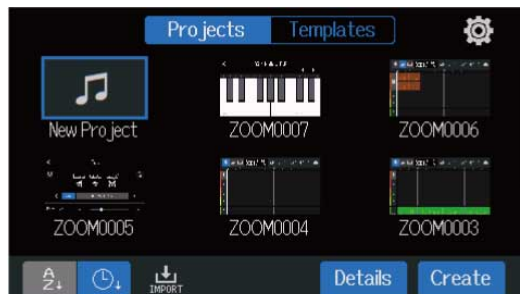 Projects Templates
New Project ZOOM0007 ZOOM0006
ZOOM0005 ZOOM0004 ZOOM0003
A Z IMPORT Details Create